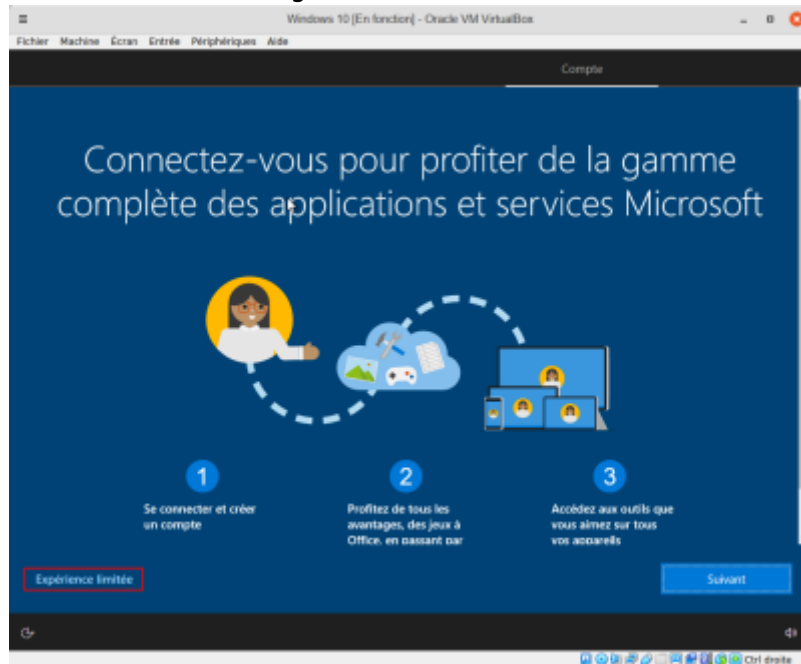 Windows 10 [En fonction] - Oracle VM VirtualBox
Fichier Machine Écran Entrée Périphériques Aide
Compte
Connectez-vous pour profiter de la gamme
complète des applications et services Microsoft
1
Se connecter et créer
un compte
2
Profitez de tous les
avantages, des jeux à
Office, en passant par
3
Accédez aux outils que
vous aimez sur tous
vos appareils
Expérience limitée
Suivant
Ctrl droite